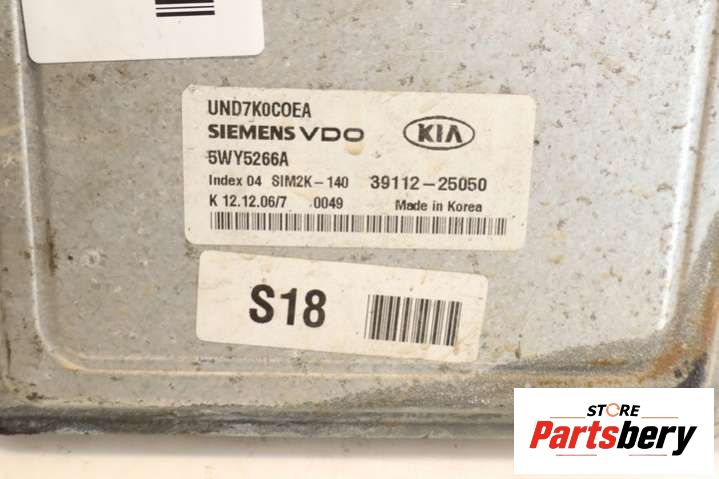 UND7K0C0EA
SIEMENS VDO KIA
5WY5266A
Index 04 SIM2K-140 39112-25050
K 12.12.06/7 0049 Made in Korea
S18
STORE
Partsbery